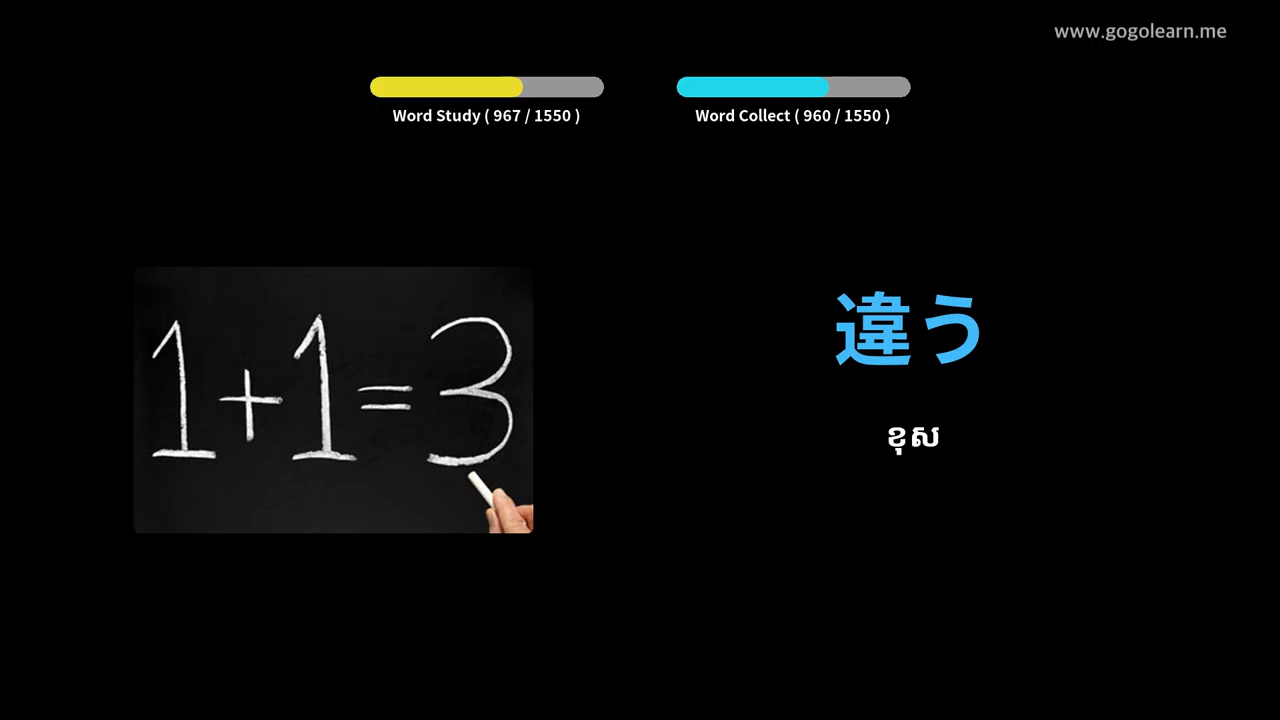 www.gogolearn.me
Word Study ( 967 / 1550 )
Word Collect ( 960 / 1550 )
1+1=3
違う
ខុស